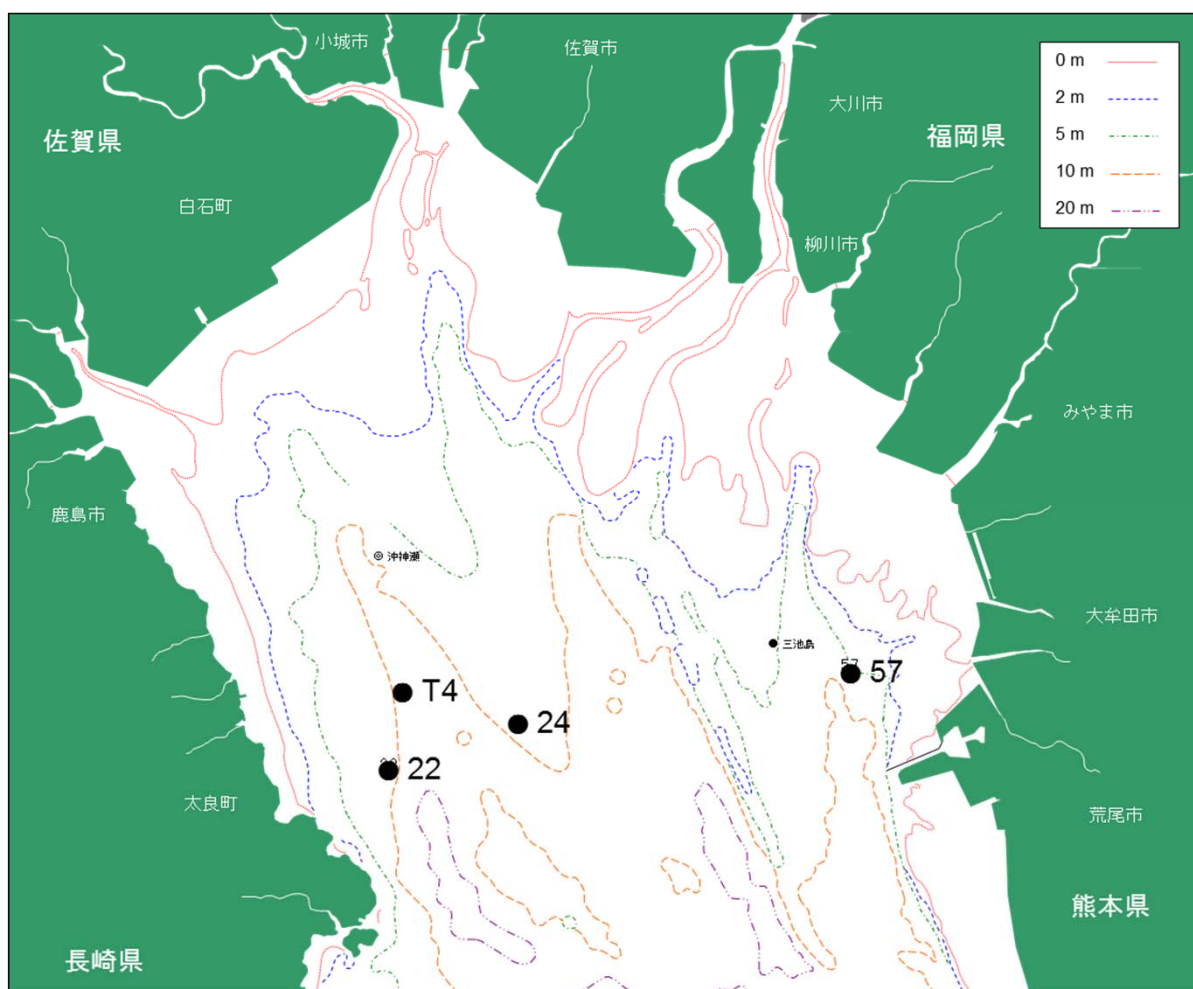 小城市
佐賀市
大川市
佐賀県
福岡県
白石町
柳川市
0 m
2 m
5 m
10 m
20 m
みやま市
鹿島市
沖神瀬
大牟田市
三池島
57
T4
24
22
太良町
荒尾市
熊本県
長崎県